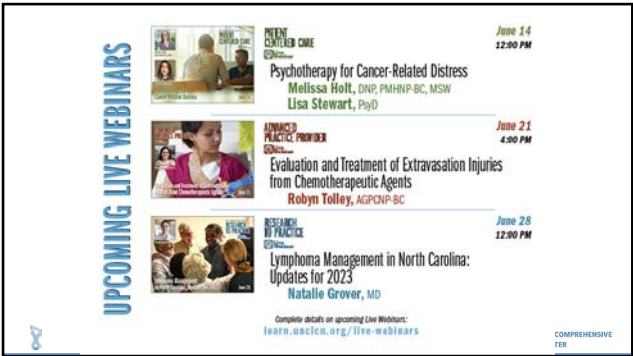 UPCOMING LIVE WEBINARS
PATIENT
CENTERED CARE
June 14
12:00 PM
Psychotherapy for Cancer-Related Distress
Melissa Holt, DNP, PMHNP-BC, MSW
Lisa Stewart, PsyD
ADVANCED
PRACTICE PROVIDER
June 21
4:00 PM
Evaluation and Treatment of Extravasation Injuries
from Chemotherapeutic Agents
Robyn Tolley, AGPCNP-BC
RESEARCH
TO PRACTICE
June 28
12:00 PM
Lymphoma Management in North Carolina:
Updates for 2023
Natalie Grover, MD
Complete details on upcoming Live Webinars:
learn.unclcn.org/live-webinars
COMPREHENSIVE
TER